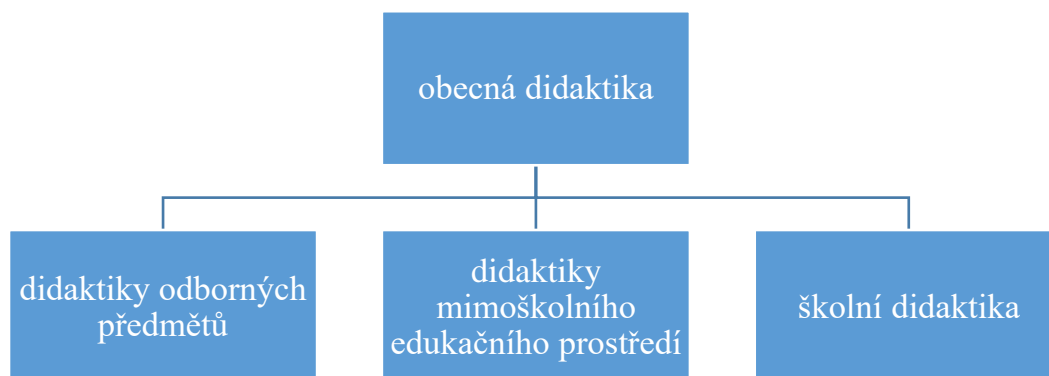 obecná didaktika
didaktiky odborných
předmětů
didaktiky
mimoškolního
edukačního prostředí
školní didaktika